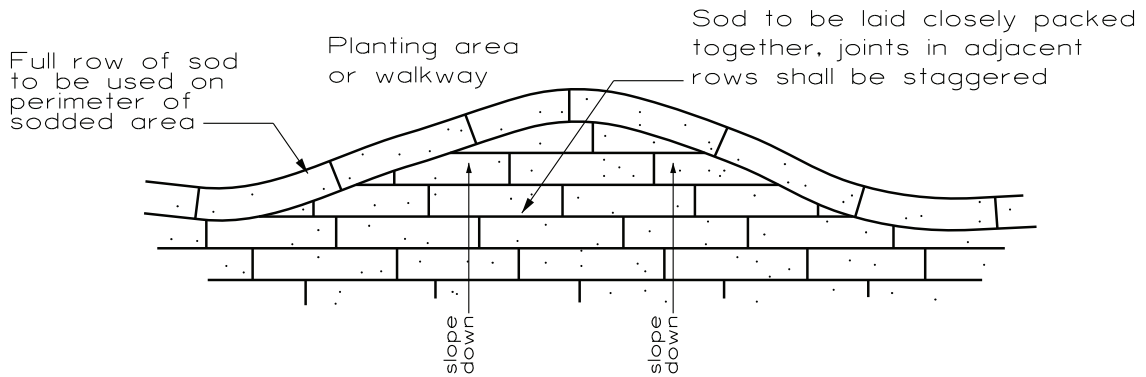 Full row of sod
to be used on
perimeter of
sodded area
Planting area
or walkway
Sod to be laid closely packed
together, joints in adjacent
rows shall be staggered
slope
down
slope
down